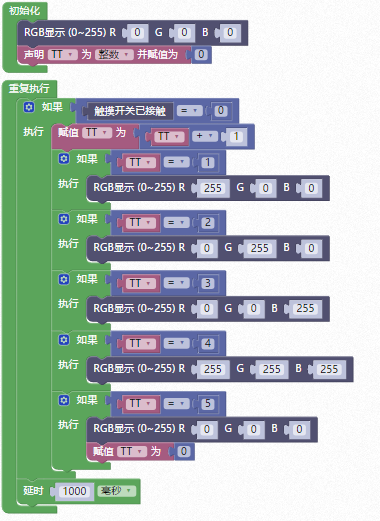 初始化
RGB显示 (0~255) R 0 G 0 B 0
声明 TT 为 整数 并赋值为 0
重复执行
如果 触摸开关已接触 = 0
执行 赋值 TT 为 TT + 1
如果 TT = 1
执行 RGB显示 (0~255) R 255 G 0 B 0
如果 TT = 2
执行 RGB显示 (0~255) R 0 G 255 B 0
如果 TT = 3
执行 RGB显示 (0~255) R 0 G 0 B 255
如果 TT = 4
执行 RGB显示 (0~255) R 255 G 255 B 255
如果 TT = 5
执行 RGB显示 (0~255) R 0 G 0 B 0
赋值 TT 为 0
延时 1000 毫秒